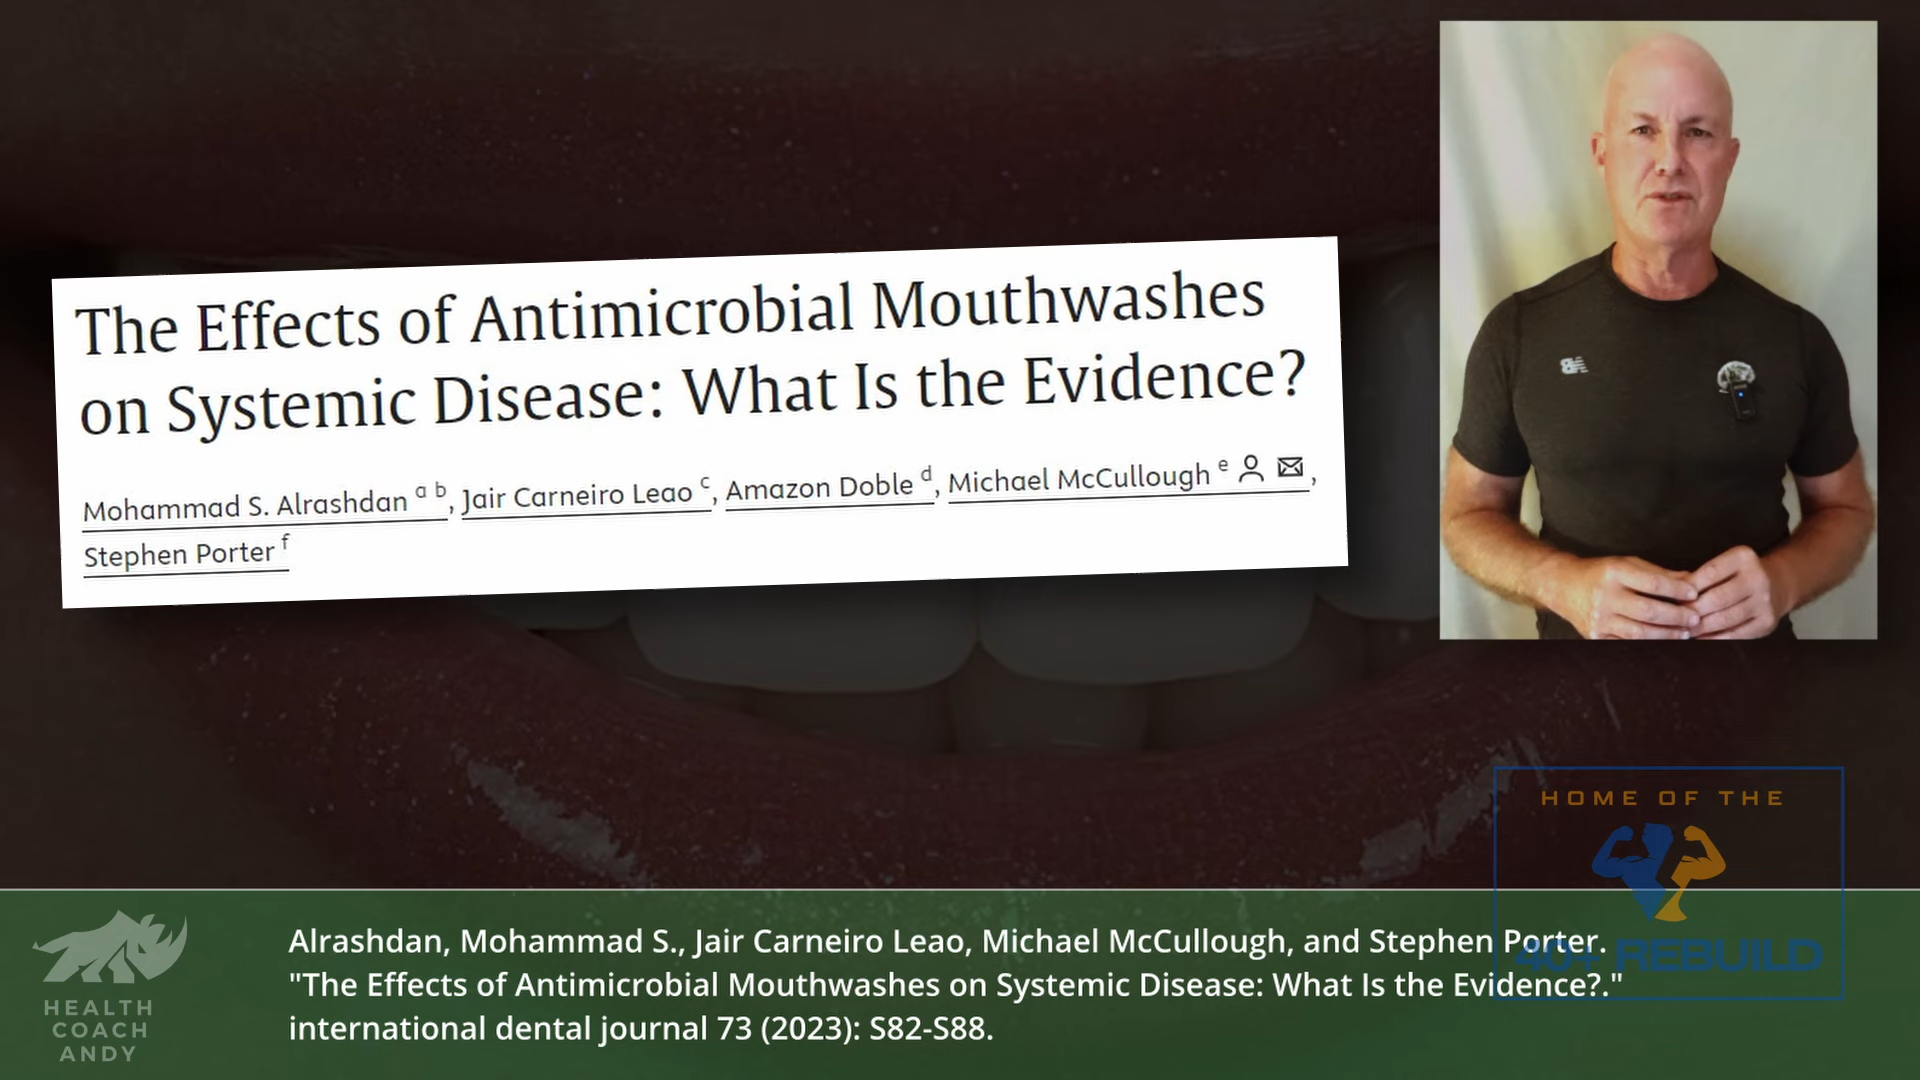 The Effects of Antimicrobial Mouthwashes
on Systemic Disease: What Is the Evidence?
Mohammad S. Alrashdan a b, Jair Carneiro Leao c, Amazon Doble d, Michael McCullough e,
Stephen Porter f
HOME OF THE
40+ REBUILD
Alrashdan, Mohammad S., Jair Carneiro Leao, Michael McCullough, and Stephen Porter.
"The Effects of Antimicrobial Mouthwashes on Systemic Disease: What Is the Evidence?."
international dental journal 73 (2023): S82-S88.
HEALTH
COACH
ANDY